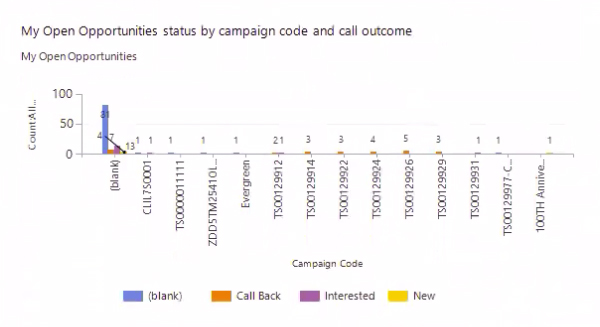 My Open Opportunities status by campaign code and call outcome
My Open Opportunities
Count:All...
100
50
0
81
4
7
13
1
1
1
1
1
2
1
3
3
4
5
3
1
1
1
(blank)
CLIL7S0001
TS0000011111
ZDD5TM2541OL...
Evergreen
TS00129912
TS00129914
TS00129922
TS00129924
TS00129926
TS00129929
TS00129931
TS00129977-C...
100TH Annive...
Campaign Code
(blank) Call Back Interested New